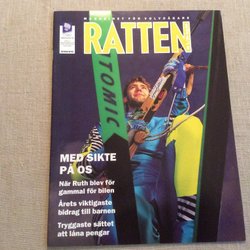 MAGASINET FÖR VOLVOÄGARE
RATTEN
TOMIC
MED SIKTE
PÅ OS
När Ruth blev för
gammal för bilen
Årets viktigaste
bidrag till barnen
Tryggaste sättet
att låna pengar